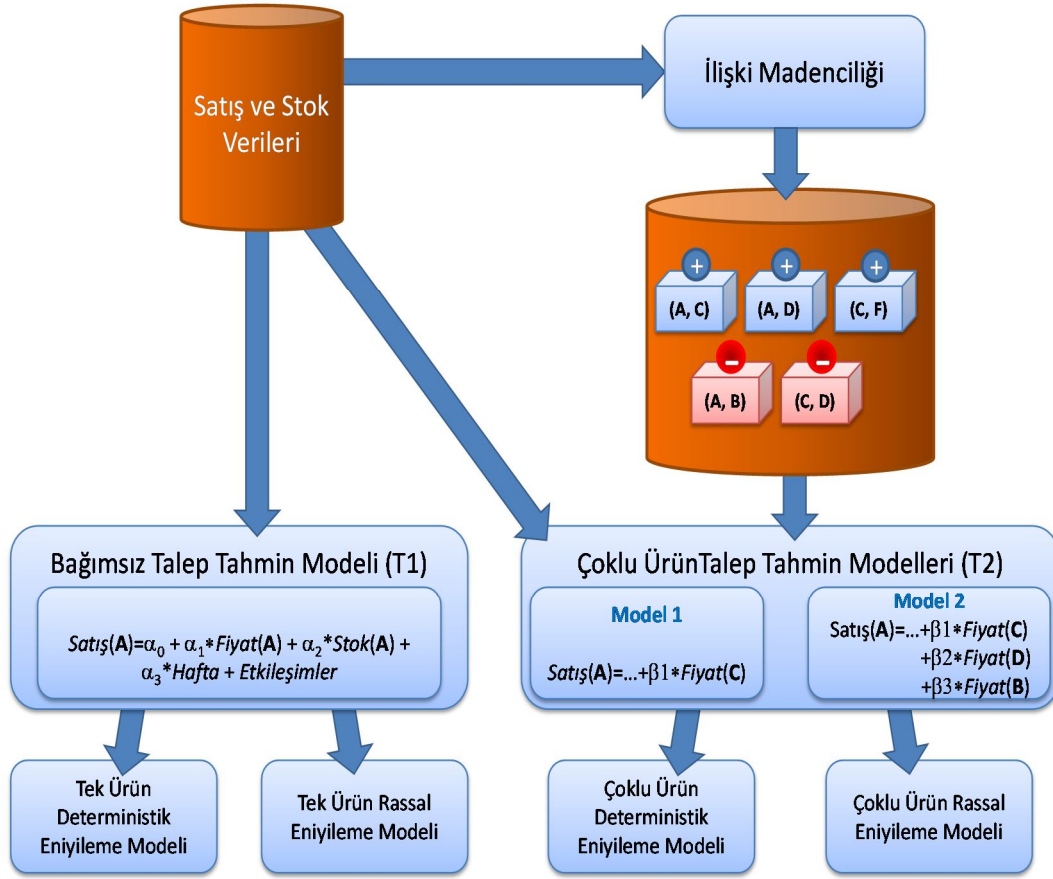 Satış ve Stok
Verileri
İlişki Madenciliği
+
+
+
(A, C)
(A, D)
(C, F)
-
-
(A, B)
(C, D)
Bağımsız Talep Tahmin Modeli (T1)
Satış(A)=α₀ + α₁*Fiyat(A) + α₂*Stok(A) +
α₃*Hafta + Etkileşimler
Çoklu ÜrünTalep Tahmin Modelleri (T2)
Model 1
Satış(A)=...+β1*Fiyat(C)
Model 2
Satış(A)=...+β1*Fiyat(C)
+β2*Fiyat(D)
+β3*Fiyat(B)
Tek Ürün
Deterministik
Eniyileme Modeli
Tek Ürün Rassal
Eniyileme Modeli
Çoklu Ürün
Deterministik
Eniyileme Modeli
Çoklu Ürün Rassal
Eniyileme Modeli